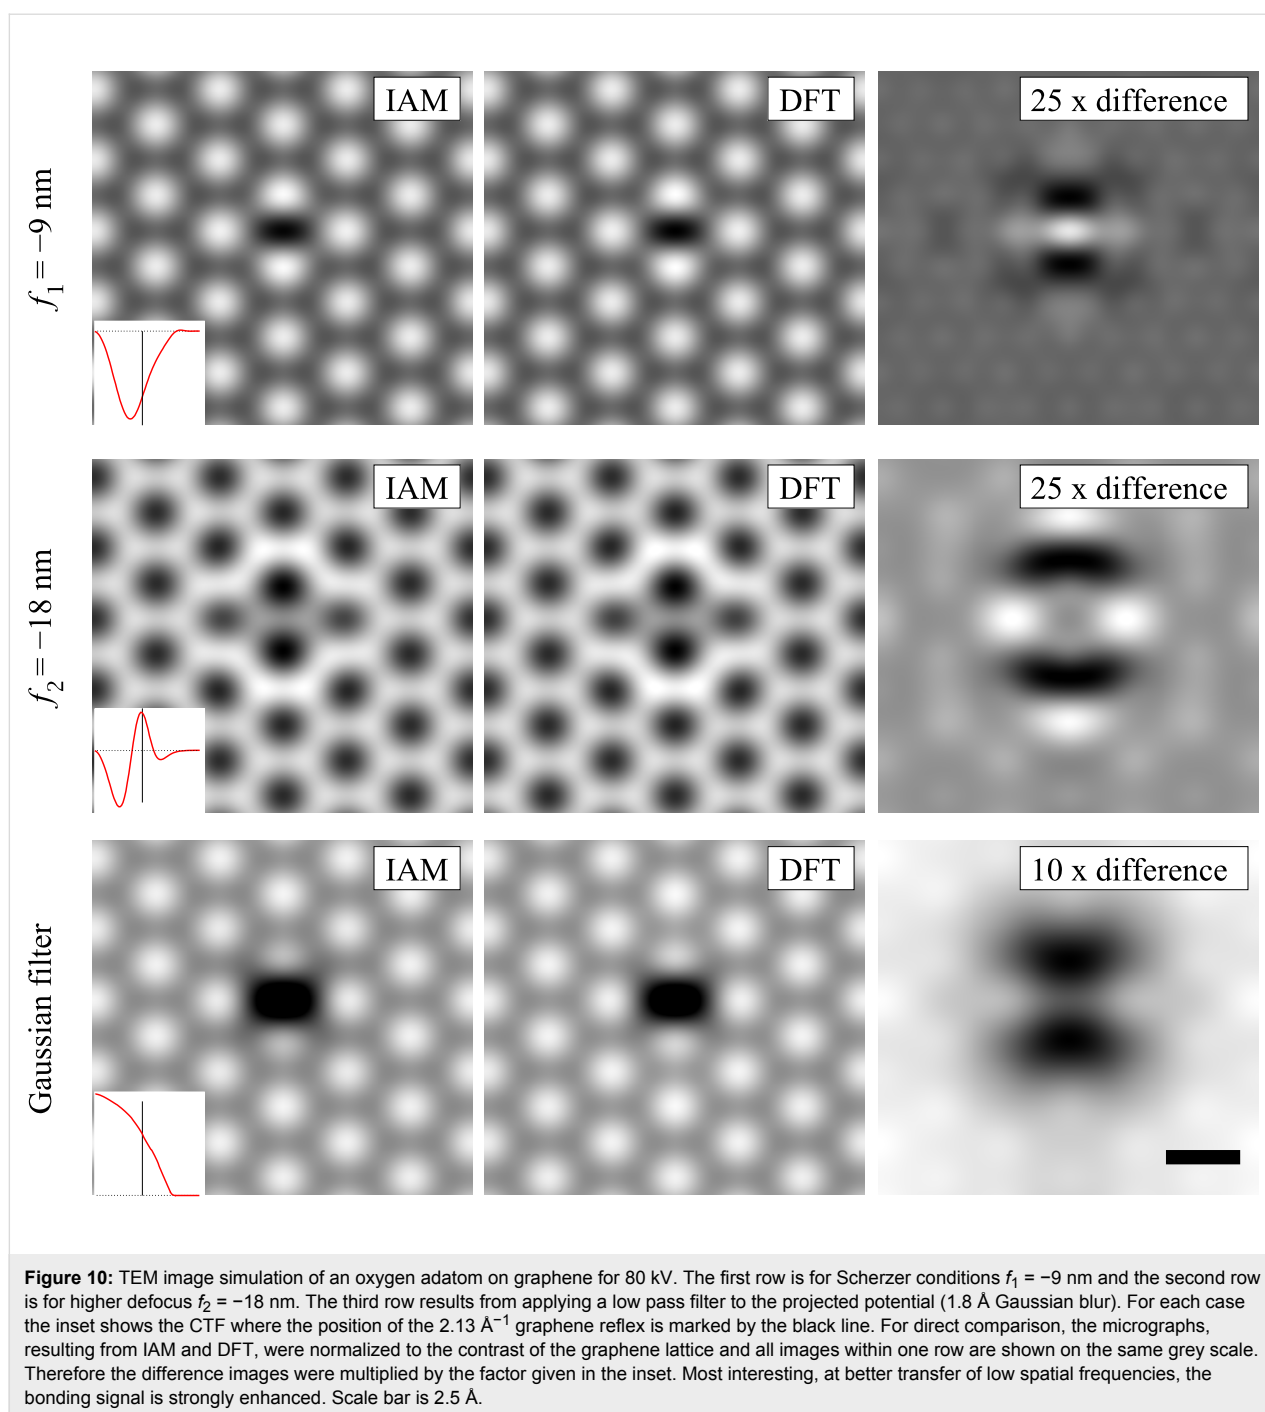 IAM
DFT
25 x difference
f₁ = −9 nm
IAM
DFT
25 x difference
f₂ = −18 nm
IAM
DFT
10 x difference
Gaussian filter
Figure 10: TEM image simulation of an oxygen adatom on graphene for 80 kV. The first row is for Scherzer conditions f₁ = −9 nm and the second row
is for higher defocus f₂ = −18 nm. The third row results from applying a low pass filter to the projected potential (1.8 Å Gaussian blur). For each case
the inset shows the CTF where the position of the 2.13 Å⁻¹ graphene reflex is marked by the black line. For direct comparison, the micrographs,
resulting from IAM and DFT, were normalized to the contrast of the graphene lattice and all images within one row are shown on the same grey scale.
Therefore the difference images were multiplied by the factor given in the inset. Most interesting, at better transfer of low spatial frequencies, the
bonding signal is strongly enhanced. Scale bar is 2.5 Å.